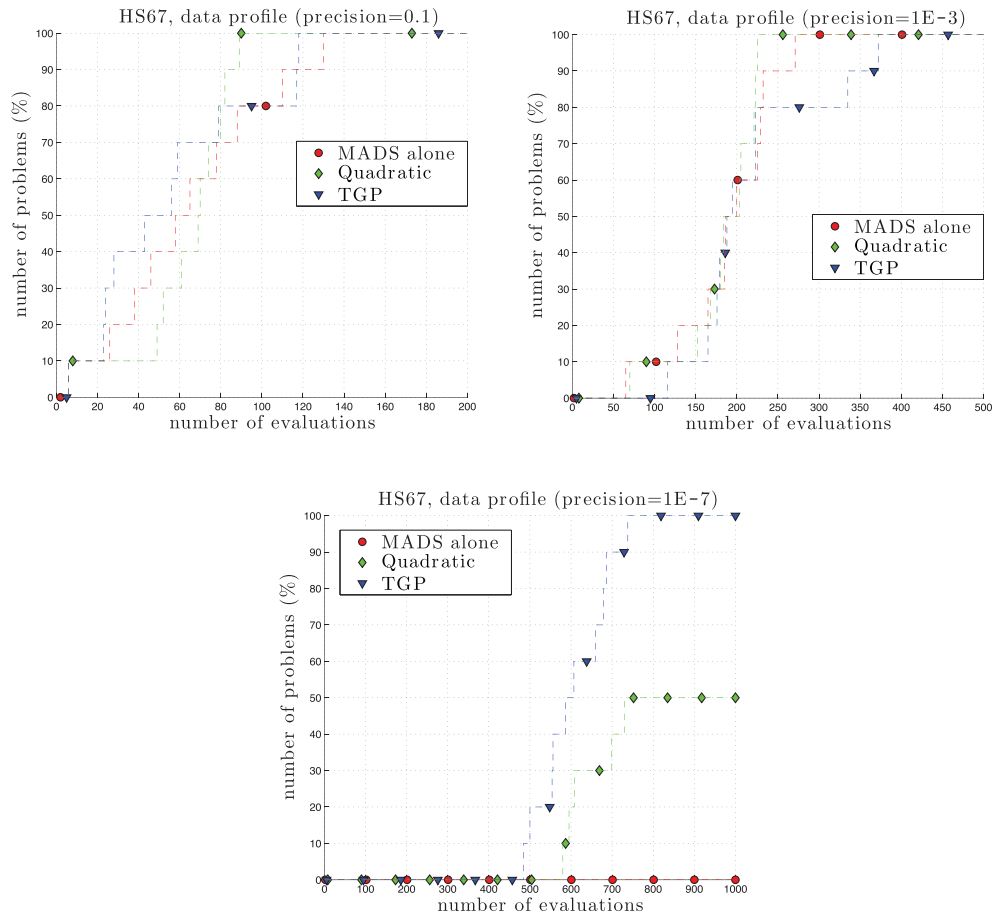 HS67, data profile (precision=0.1)
number of problems (%)
100
90
80
70
60
50
40
30
20
10
0
MADS alone
Quadratic
TGP
0 20 40 60 80 100 120 140 160 180 200
number of evaluations
HS67, data profile (precision=1E-3)
number of problems (%)
100
90
80
70
60
50
40
30
20
10
0
MADS alone
Quadratic
TGP
0 50 100 150 200 250 300 350 400 450 500
number of evaluations
HS67, data profile (precision=1E-7)
number of problems (%)
100
90
80
70
60
50
40
30
20
10
0
MADS alone
Quadratic
TGP
0 100 200 300 400 500 600 700 800 900 1000
number of evaluations